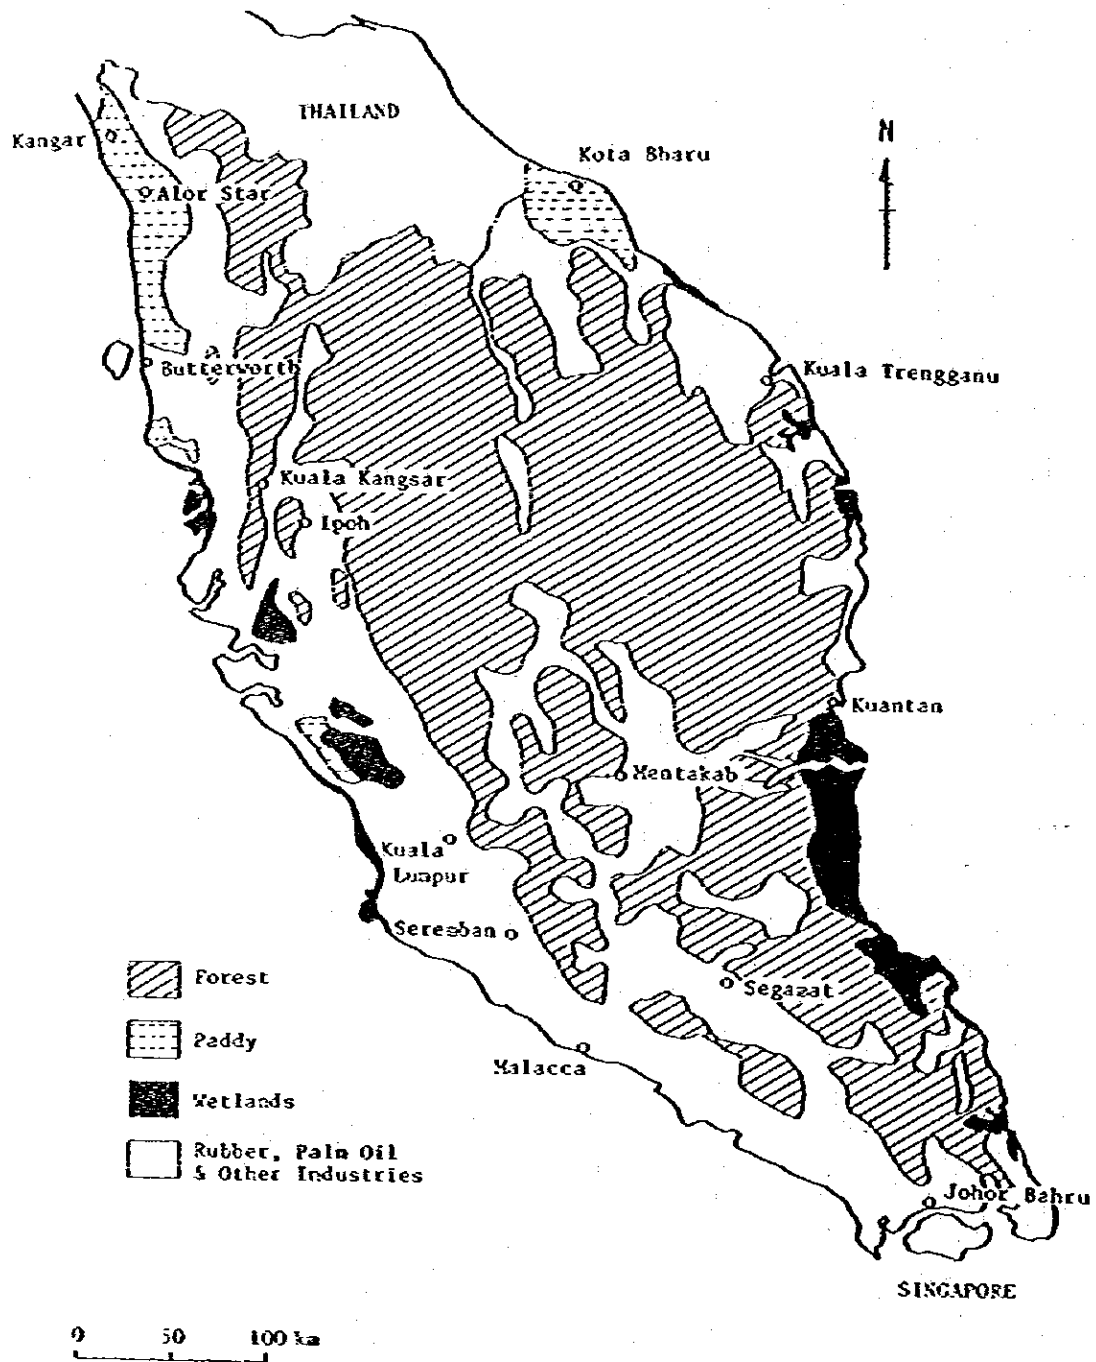 THAILAND
N
Kangar
Kota Bharu
Alor Star
Butterworth
Kuala Trengganu
Kuala Kangsar
Ipoh
Kuantan
Mentakab
Kuala
Lumpur
Seremban
Forest
Segamat
Paddy
Malacca
Wetlands
Rubber, Palm Oil
& Other Industries
Johor Bahru
SINGAPORE
0 50 100 km